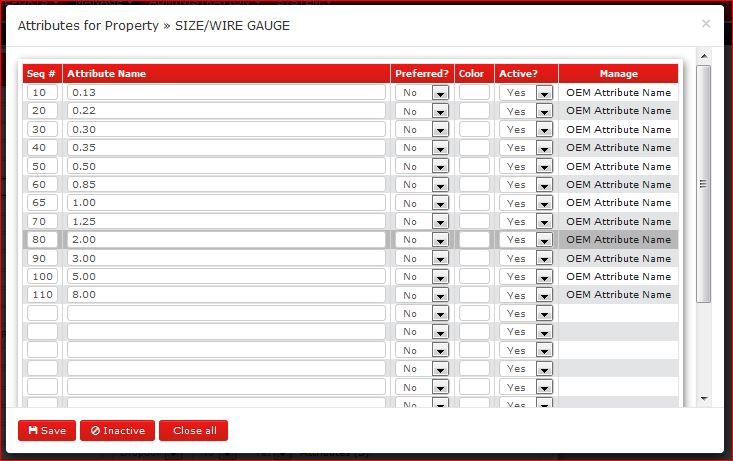 Attributes for Property » SIZE/WIRE GAUGE ×
Seq # Attribute Name Preferred? Color Active? Manage
10 0.13 No Yes OEM Attribute Name
20 0.22 No Yes OEM Attribute Name
30 0.30 No Yes OEM Attribute Name
40 0.35 No Yes OEM Attribute Name
50 0.50 No Yes OEM Attribute Name
60 0.85 No Yes OEM Attribute Name
65 1.00 No Yes OEM Attribute Name
70 1.25 No Yes OEM Attribute Name
80 2.00 No Yes OEM Attribute Name
90 3.00 No Yes OEM Attribute Name
100 5.00 No Yes OEM Attribute Name
110 8.00 No Yes OEM Attribute Name
No Yes
No Yes
No Yes
No Yes
No Yes
No Yes
Save Inactive Close all